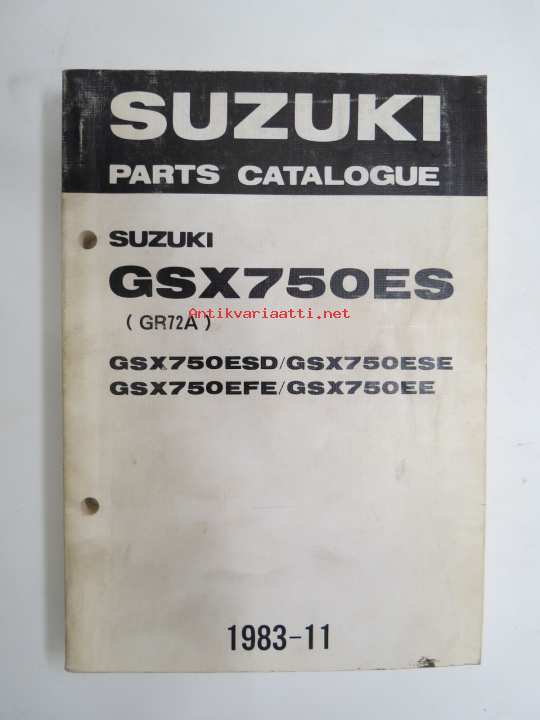 SUZUKI
PARTS CATALOGUE
SUZUKI
GSX750ES
Antikvariaatti.net
( GR72A )
GSX750ESD/GSX750ESE
GSX750EFE/GSX750EE
1983-11